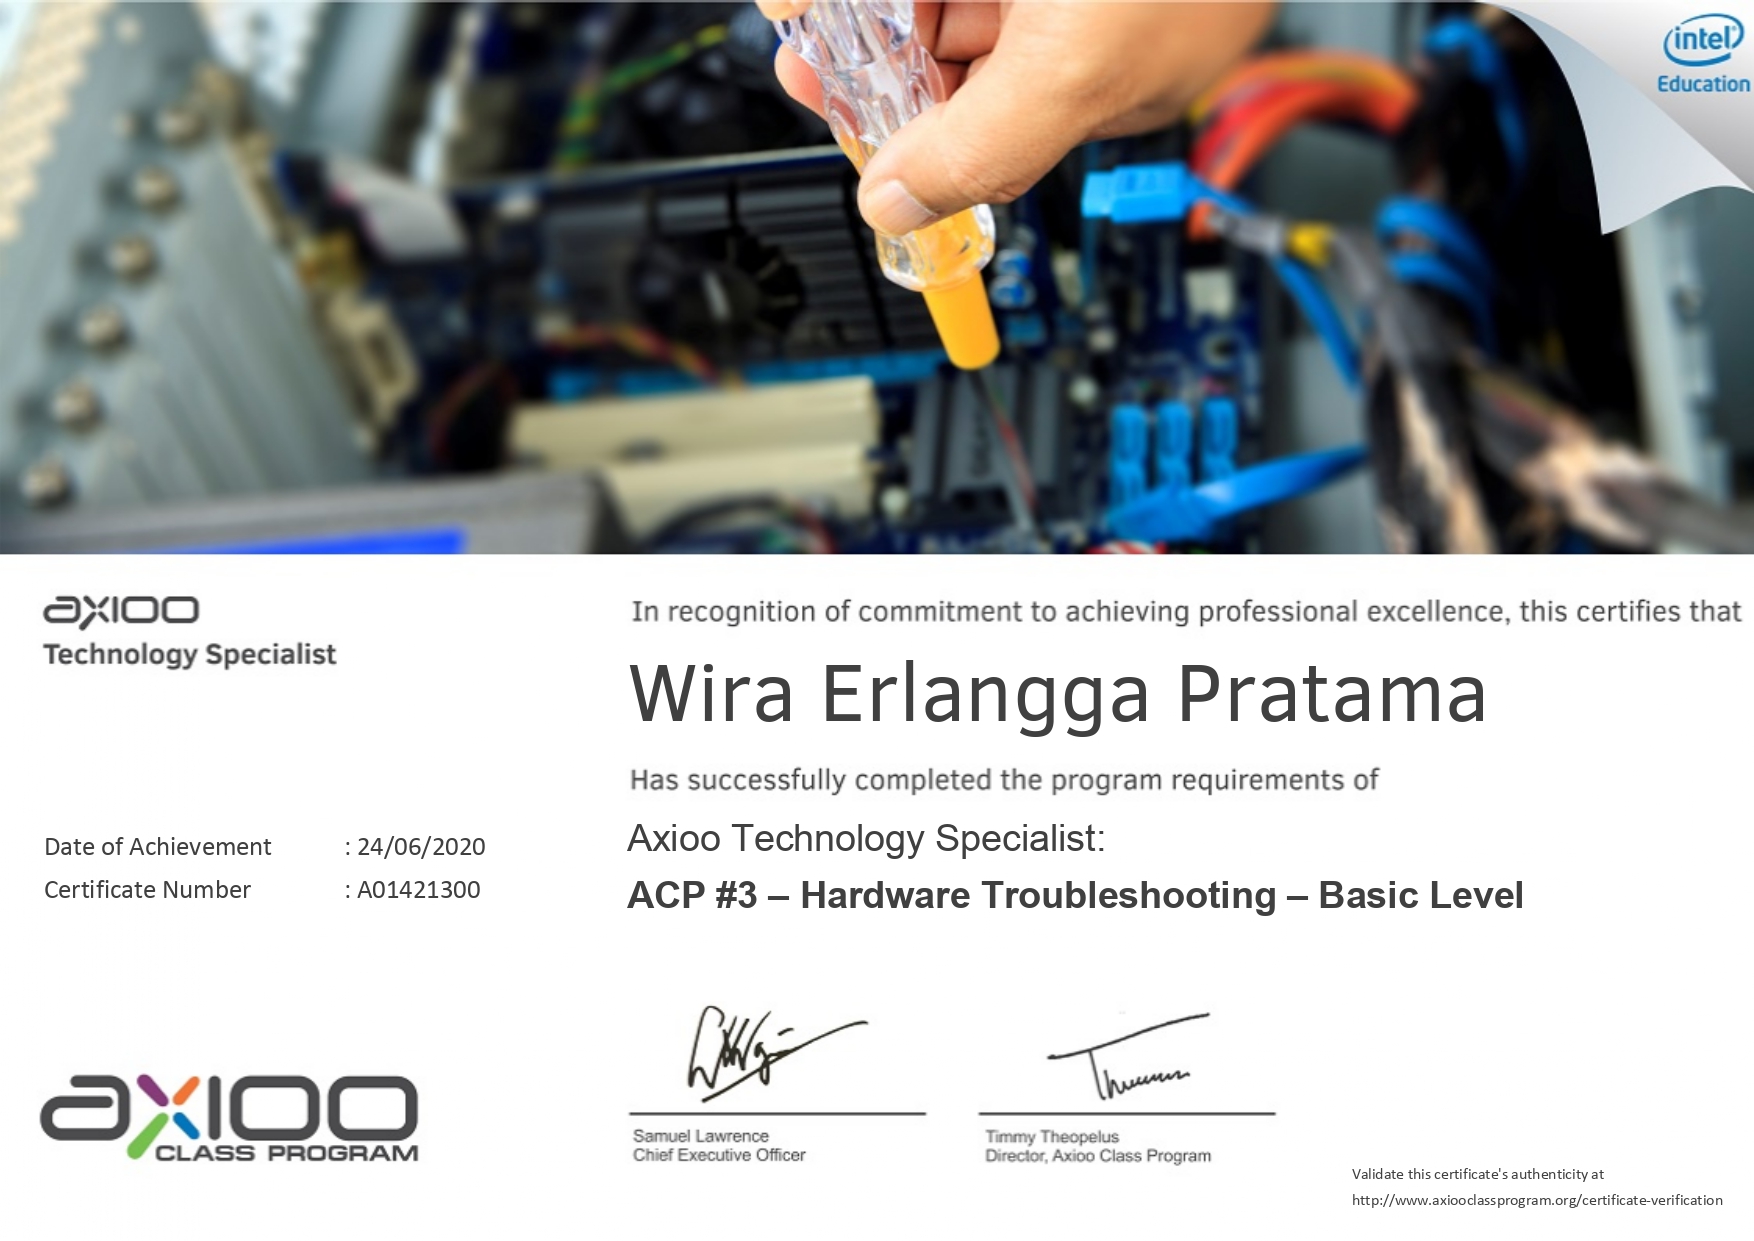 intel
Education
axioo
Technology Specialist
In recognition of commitment to achieving professional excellence, this certifies that
Wira Erlangga Pratama
Has successfully completed the program requirements of
Date of Achievement : 24/06/2020
Certificate Number : A01421300
Axioo Technology Specialist:
ACP #3 – Hardware Troubleshooting – Basic Level
axioo
CLASS PROGRAM
Samuel Lawrence
Chief Executive Officer
Timmy Theopelus
Director, Axioo Class Program
Validate this certificate's authenticity at
http://www.axiooclassprogram.org/certificate-verification